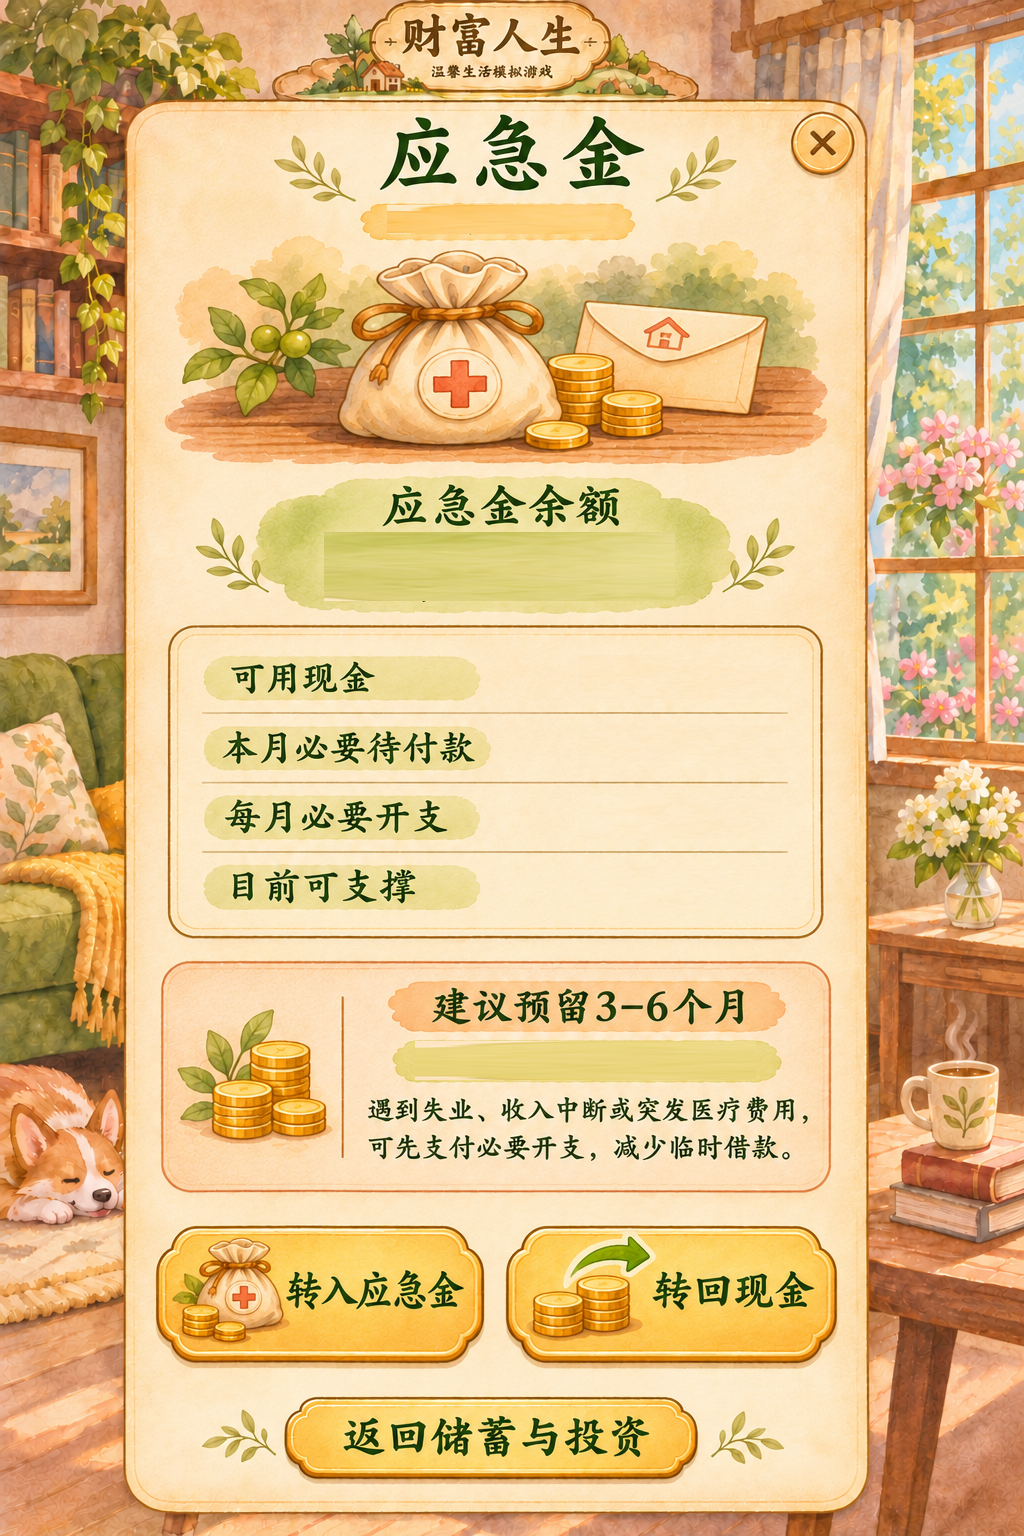 财富人生
温馨生活模拟游戏
应急金
应急金余额
可用现金
本月必要待付款
每月必要开支
目前可支撑
建议预留3-6个月
遇到失业、收入中断或突发医疗费用，
可先支付必要开支，减少临时借款。
转入应急金
转回现金
返回储蓄与投资